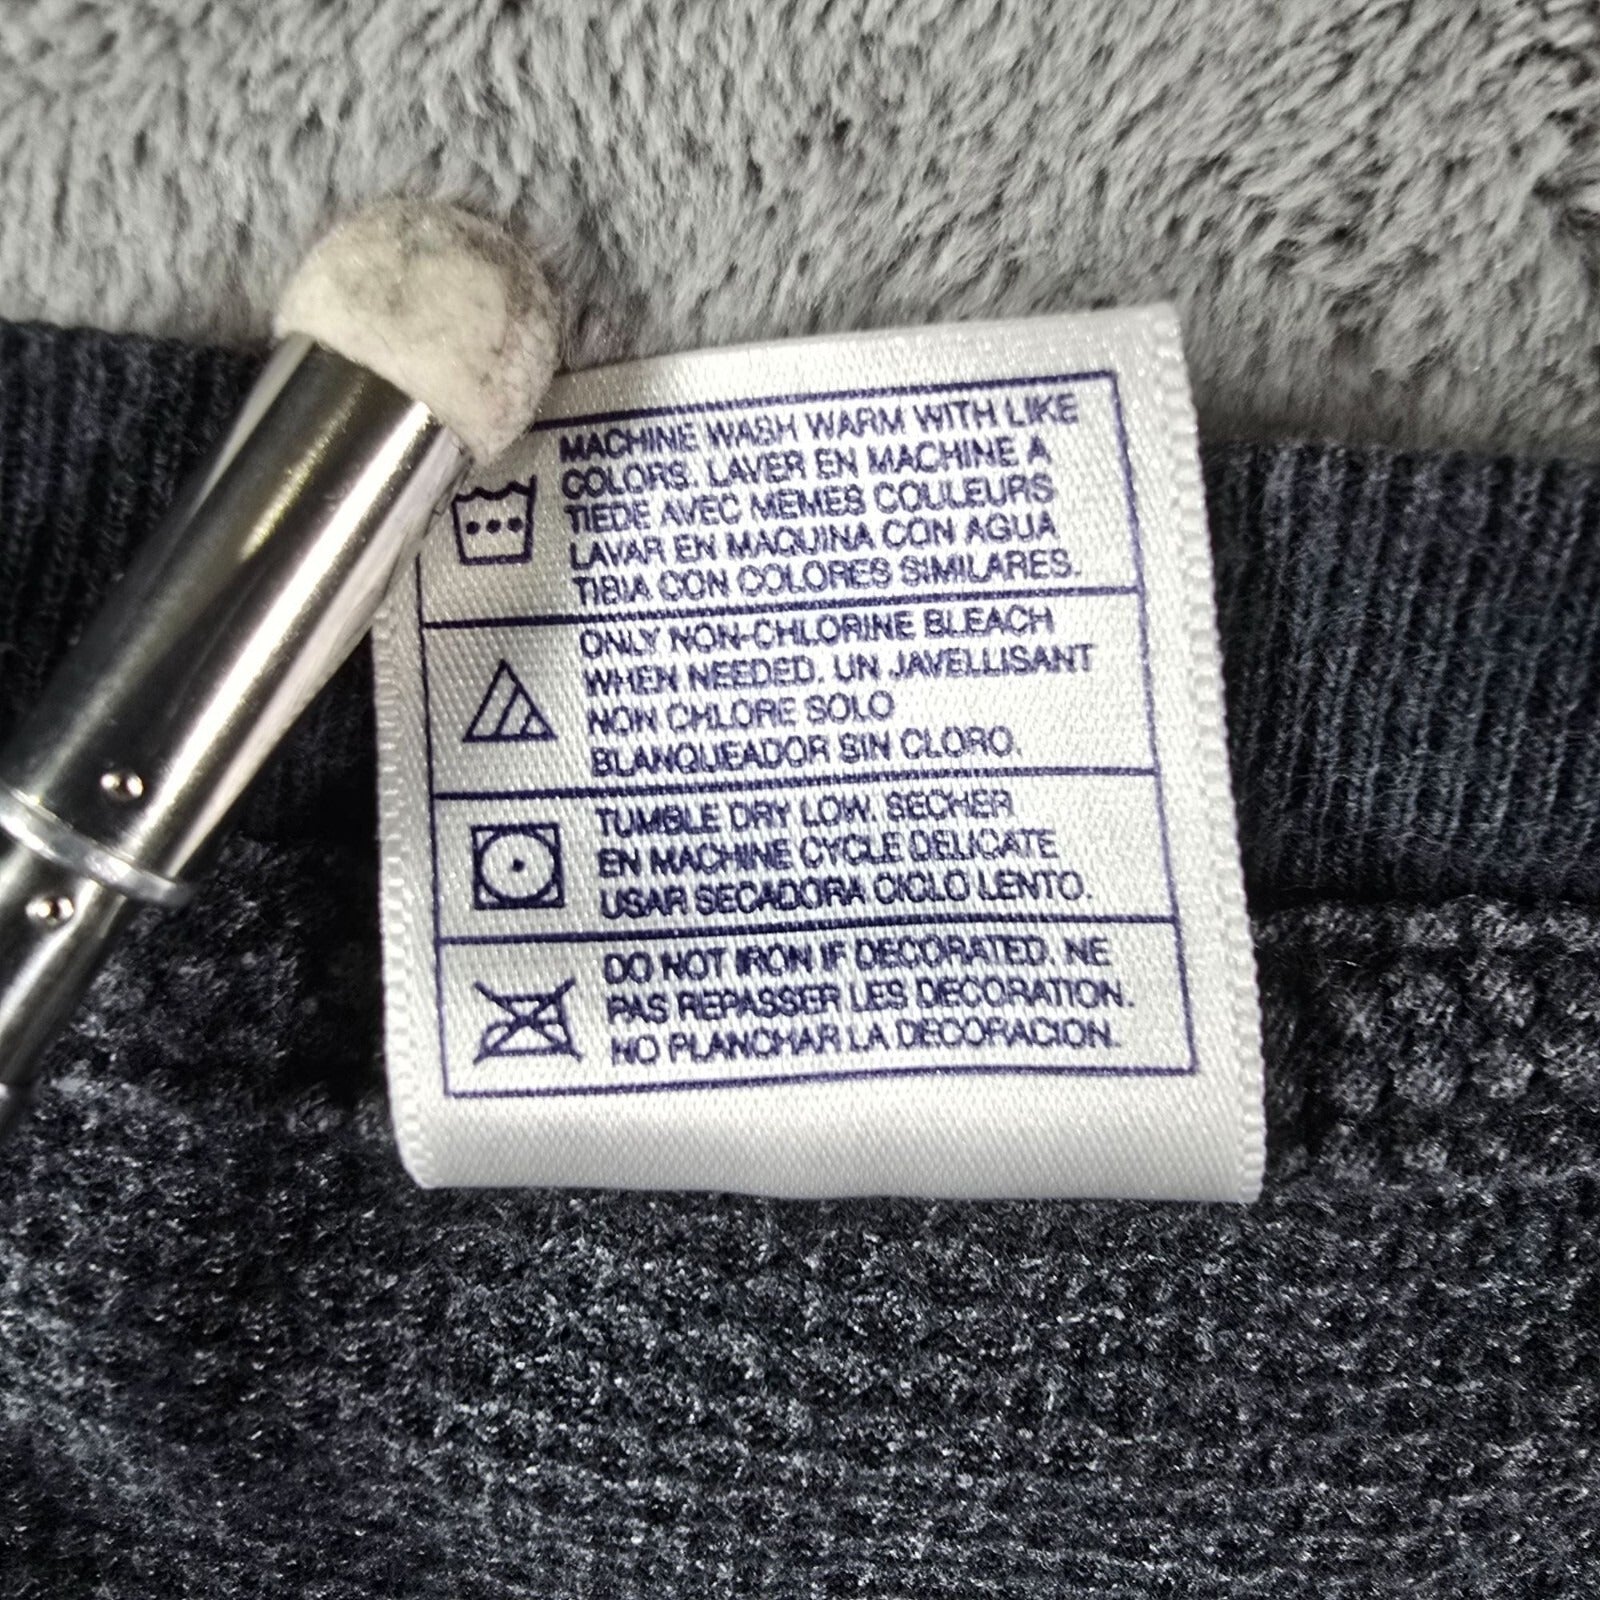 MACHINE WASH WARM WITH LIKE
COLORS. LAVER EN MACHINE A
TIEDE AVEC MEMES COULEURS
LAVAR EN MAQUINA CON AGUA
TIBIA CON COLORES SIMILARES.
ONLY NON-CHLORINE BLEACH
WHEN NEEDED. UN JAVELLISANT
NON CHLORE SOLO
BLANQUEADOR SIN CLORO.
TUMBLE DRY LOW. SECHER
EN MACHINE CYCLE DELICATE
USAR SECADORA CICLO LENTO.
DO NOT IRON IF DECORATED. NE
PAS REPASSER LES DECORATION.
NO PLANCHAR LA DECORACION.